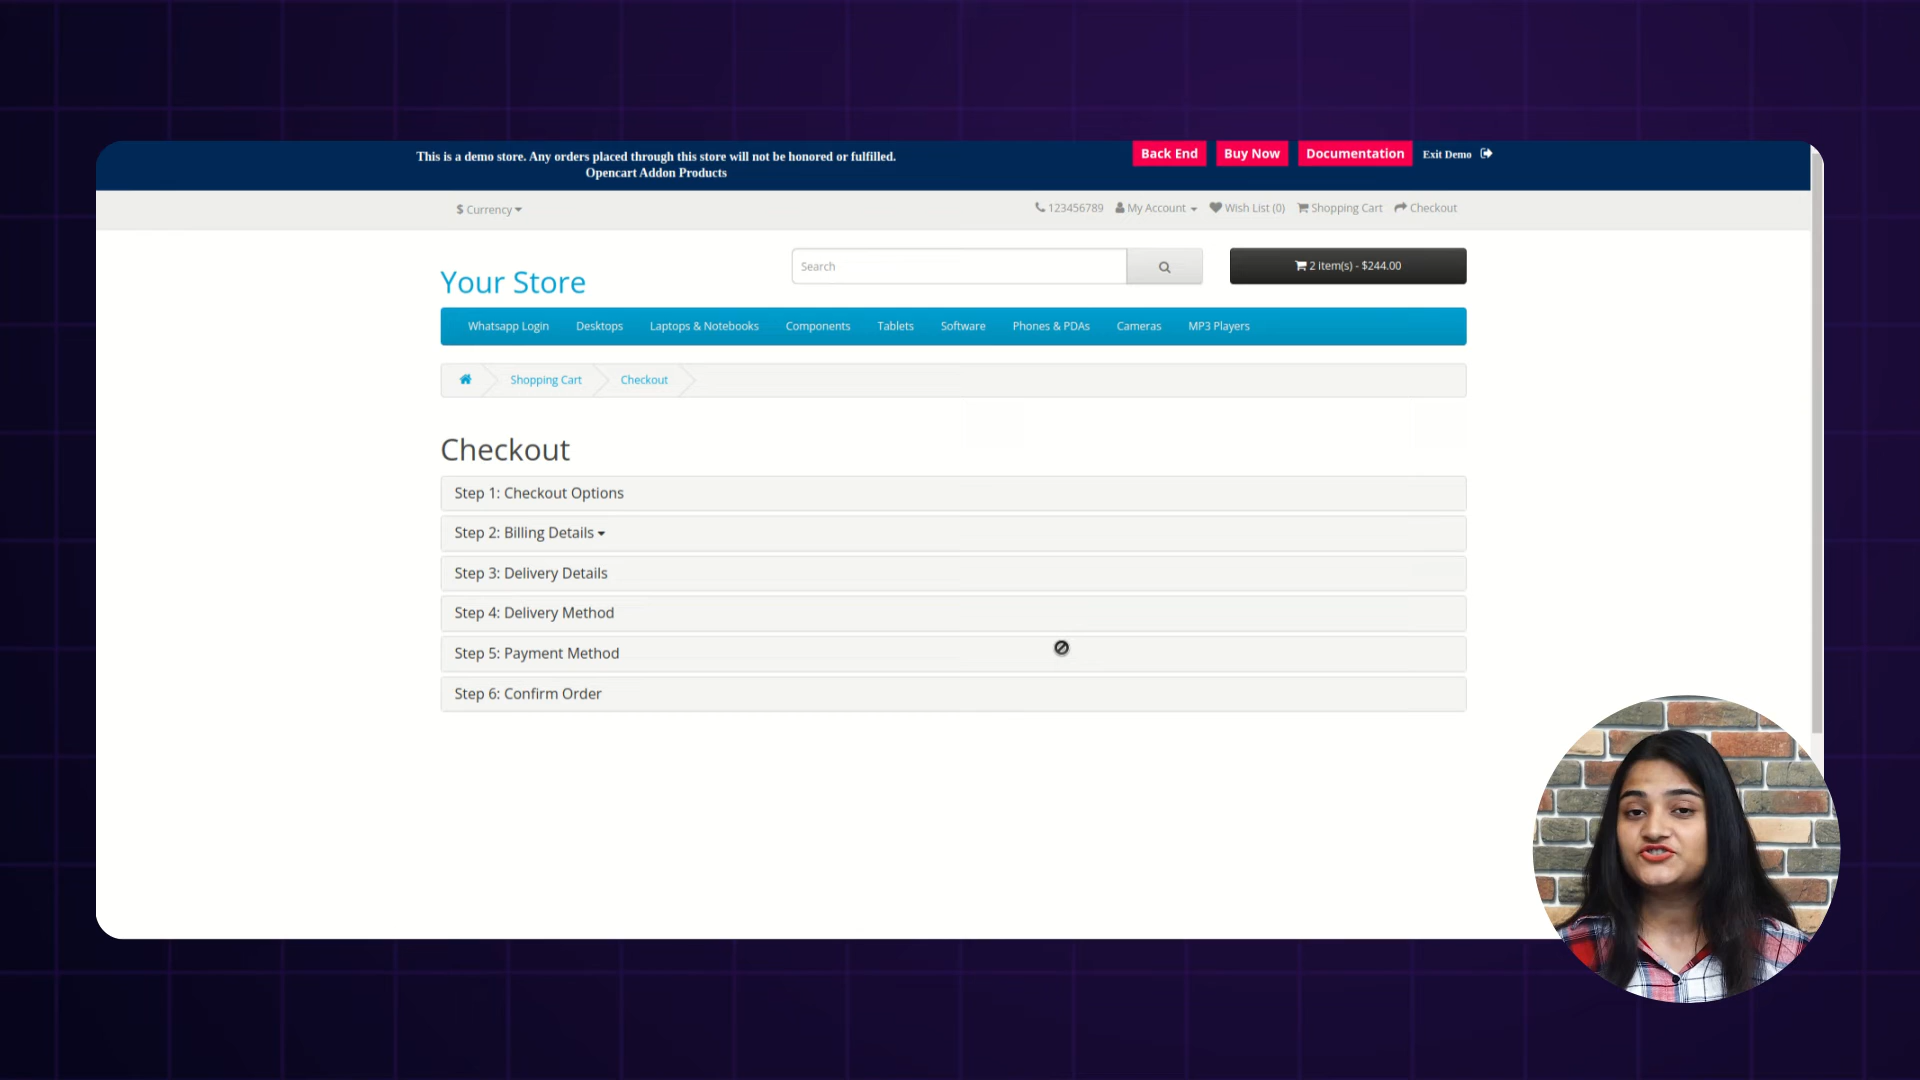 This is a demo store. Any orders placed through this store will not be honored or fulfilled.
Opencart Addon Products
Back End
Buy Now
Documentation
Exit Demo
$ Currency
123456789
My Account
Wish List (0)
Shopping Cart
Checkout
Your Store
Search
2 item(s) - $244.00
Whatsapp Login
Desktops
Laptops & Notebooks
Components
Tablets
Software
Phones & PDAs
Cameras
MP3 Players
Shopping Cart
Checkout
Checkout
Step 1: Checkout Options
Step 2: Billing Details
Step 3: Delivery Details
Step 4: Delivery Method
Step 5: Payment Method
Step 6: Confirm Order